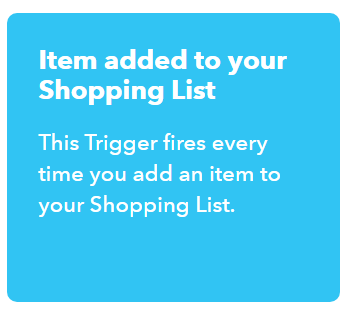 Item added to your
Shopping List
This Trigger fires every
time you add an item to
your Shopping List.